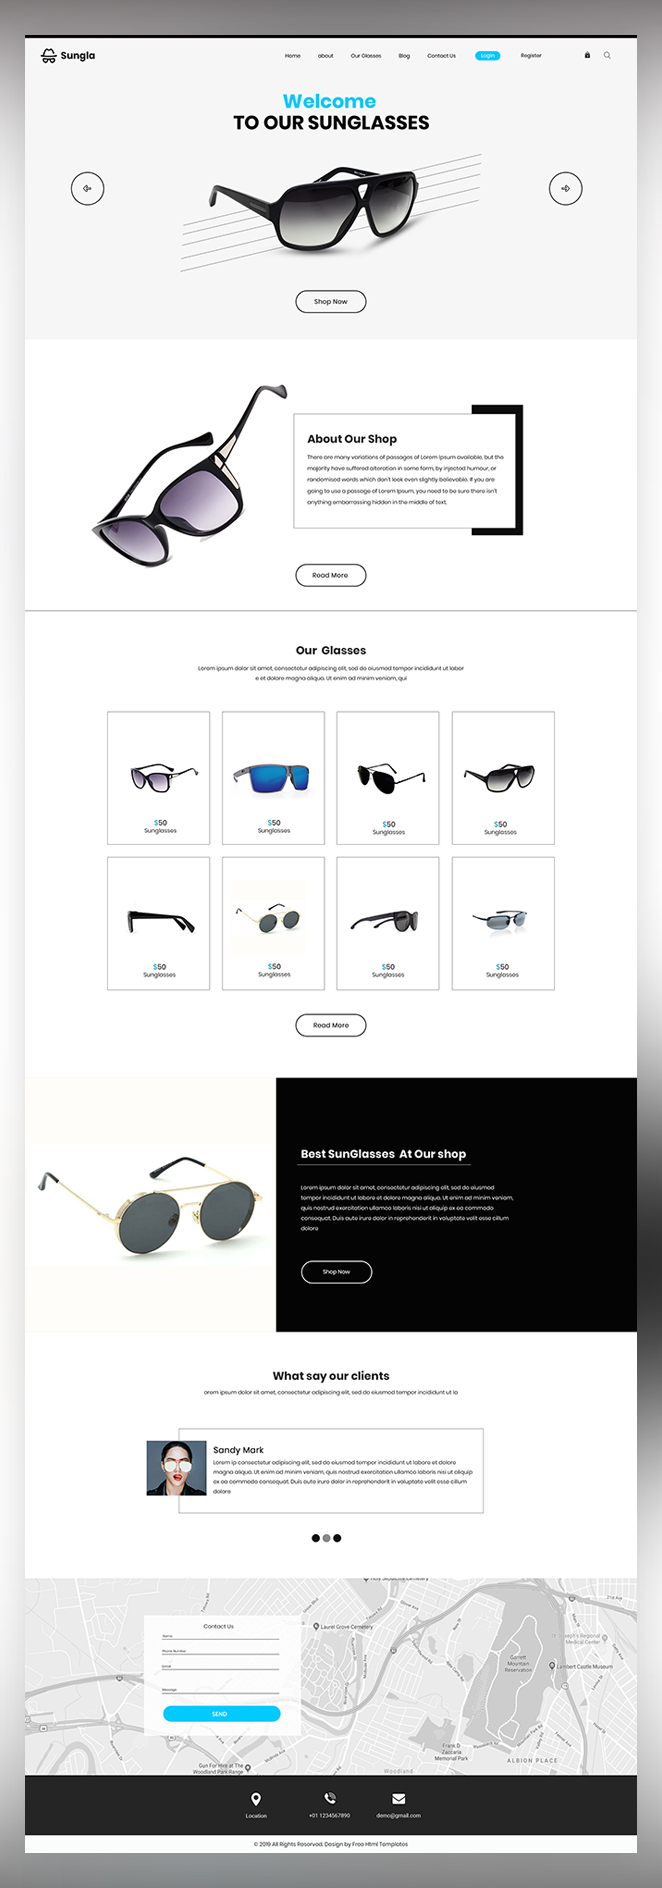 Sungla
Home about Our Glasses Blog Contact Us Login Register
Welcome
TO OUR SUNGLASSES
Shop Now
About Our Shop
There are many variations of passages of Lorem Ipsum available, but the
majority have suffered alteration in some form, by injected humour, or
randomised words which don't look even slightly believable. If you are
going to use a passage of Lorem Ipsum, you need to be sure there isn't
anything embarrassing hidden in the middle of text.
Read More
Our Glasses
Lorem ipsum dolor sit amet, consectetur adipiscing elit, sed do eiusmod tempor incididunt ut labor
e et dolore magna aliqua. Ut enim ad minim veniam, qui
$50 $50 $50 $50
Sunglasses Sunglasses Sunglasses Sunglasses
$50 $50 $50 $50
Sunglasses Sunglasses Sunglasses Sunglasses
Read More
Best SunGlasses At Our shop
Lorem ipsum dolor sit amet, consectetur adipiscing elit, sed do eiusmod
tempor incididunt ut labore et dolore magna aliqua. Ut enim ad minim veniam,
quis nostrud exercitation ullamco laboris nisi ut aliquip ex ea commodo
consequat. Duis aute irure dolor in reprehenderit in voluptate velit esse cillum
dolore
Shop Now
What say our clients
orem ipsum dolor sit amet, consectetur adipiscing elit, sed do eiusmod tempor incididunt ut la
Sandy Mark
Lorem ip consectetur adipiscing elit, sed do eiusmod tempor incididunt ut labore et dolore
magna aliqua. Ut enim ad minim veniam, quis nostrud exercitation ullamco laboris nisi ut aliquip
ex ea commodo consequat. Duis aute irure dolor in reprehenderit in voluptate velit esse cillum
dolore
Contact Us
Name
Phone Number
Email
Message
SEND
Laurel Grove Cemetery
St Joseph's Regional
Medical Center
Garrett
Mountain
Reservation
Lambert Castle Museum
Frank D
Zaccaria
Memorial Park
ALBION PLACE
Gun For Hire at The
Woodland Park Range
Woodland
Location +01 1234567890 demo@gmail.com
© 2019 All Rights Reserved. Design by Free Html Templates